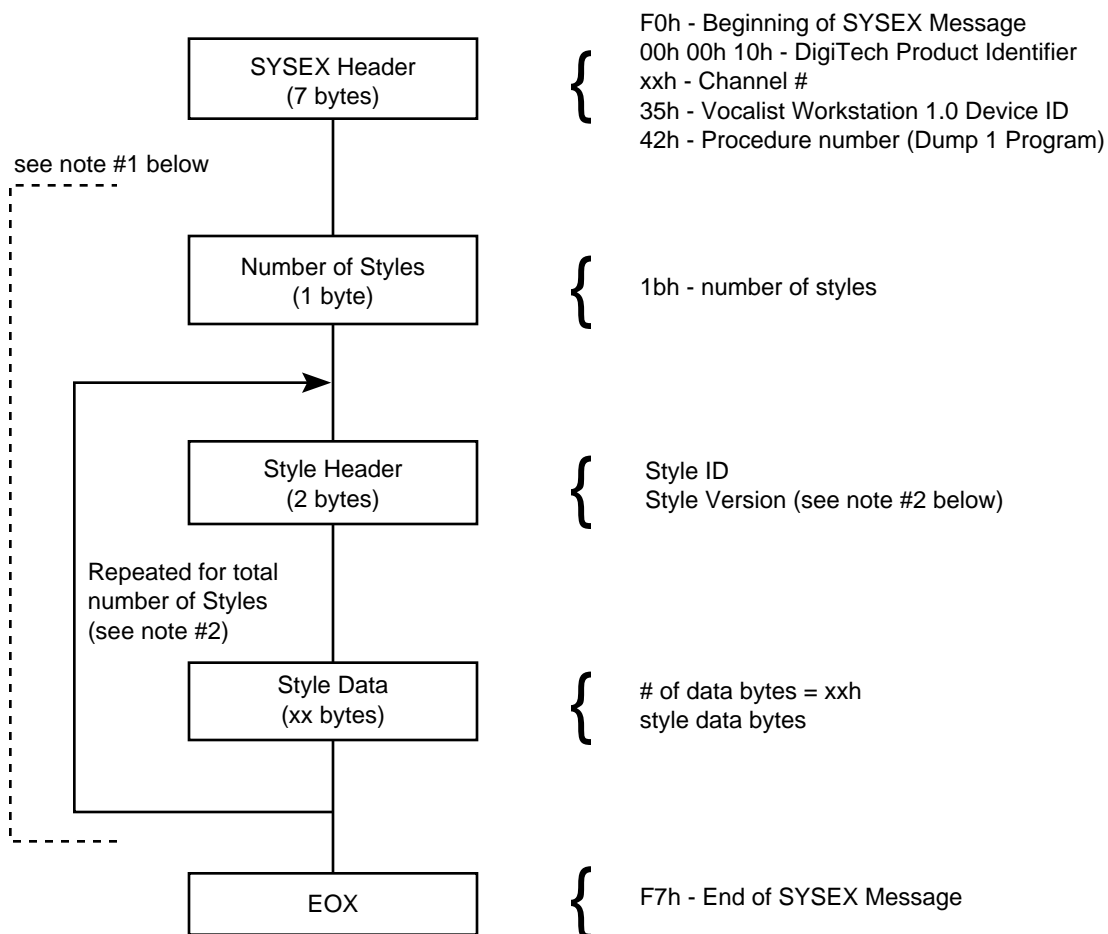 F0h - Beginning of SYSEX Message
00h 00h 10h - DigiTech Product Identifier
xxh - Channel #
35h - Vocalist Workstation 1.0 Device ID
42h - Procedure number (Dump 1 Program)
SYSEX Header
(7 bytes)
see note #1 below
Number of Styles
(1 byte)
1bh - number of styles
Style Header
(2 bytes)
Style ID
Style Version (see note #2 below)
Repeated for total
number of Styles
(see note #2)
Style Data
(xx bytes)
# of data bytes = xxh
style data bytes
EOX
F7h - End of SYSEX Message